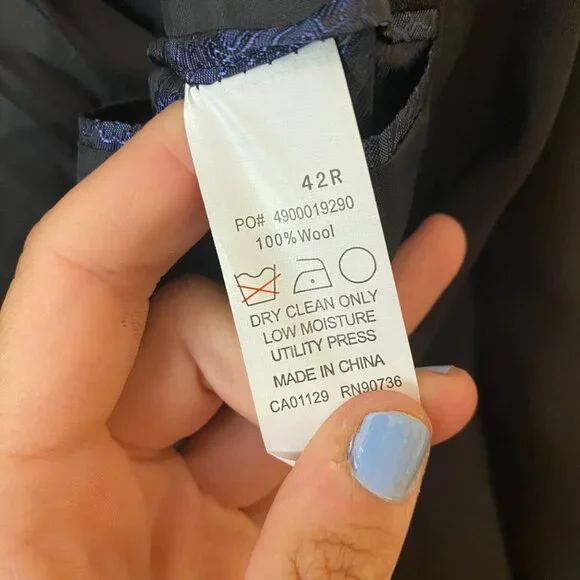 42R
PO# 4900019290
100% Wool
DRY CLEAN ONLY
LOW MOISTURE
UTILITY PRESS
MADE IN CHINA
CA01129 RN90736